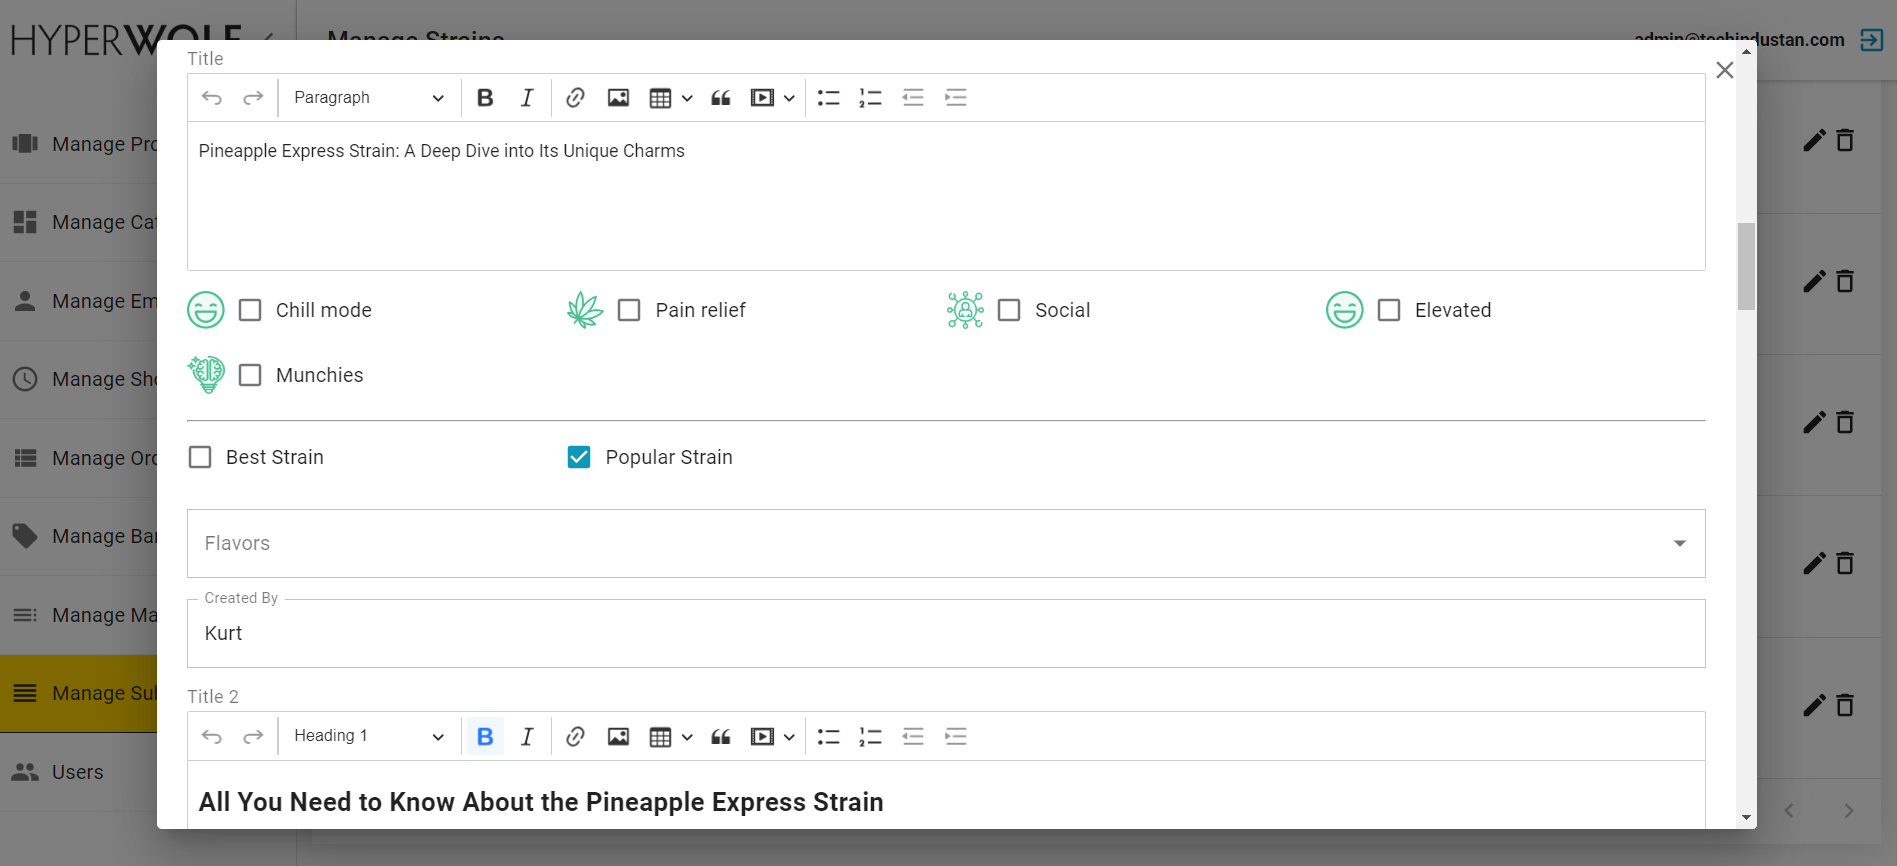 HYPERWOLF
Manage Strains
admin@techindustan.com
Title
Paragraph
Pineapple Express Strain: A Deep Dive into Its Unique Charms
Chill mode
Pain relief
Social
Elevated
Munchies
Best Strain
Popular Strain
Flavors
Created By
Kurt
Title 2
Heading 1
All You Need to Know About the Pineapple Express Strain
Manage Pro
Manage Cat
Manage Em
Manage Sho
Manage Ord
Manage Ban
Manage Ma
Manage Sub
Users